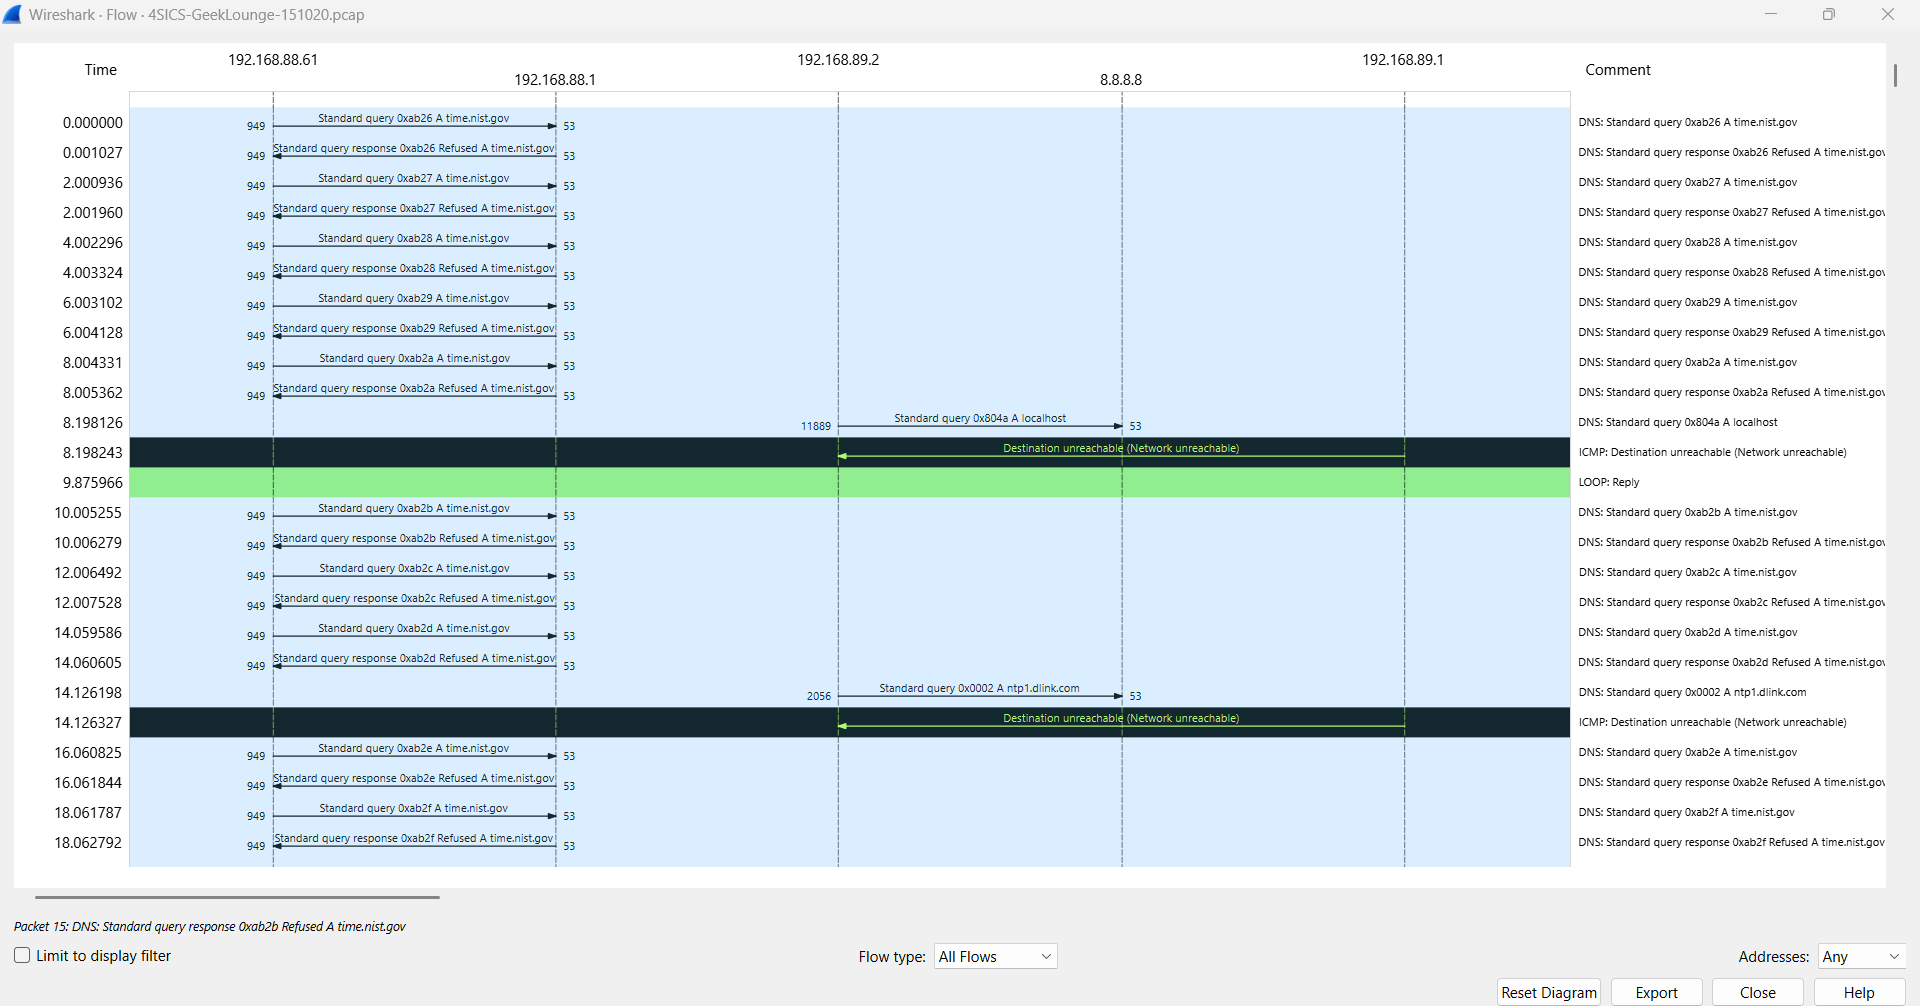 Wireshark · Flow · 4SICS-GeekLounge-151020.pcap
192.168.88.61 192.168.89.2 192.168.89.1
Time 192.168.88.1 8.8.8.8 Comment
0.000000 949 Standard query 0xab26 A time.nist.gov 53 DNS: Standard query 0xab26 A time.nist.gov
0.001027 949 Standard query response 0xab26 Refused A time.nist.gov 53 DNS: Standard query response 0xab26 Refused A time.nist.gov
2.000936 949 Standard query 0xab27 A time.nist.gov 53 DNS: Standard query 0xab27 A time.nist.gov
2.001960 949 Standard query response 0xab27 Refused A time.nist.gov 53 DNS: Standard query response 0xab27 Refused A time.nist.gov
4.002296 949 Standard query 0xab28 A time.nist.gov 53 DNS: Standard query 0xab28 A time.nist.gov
4.003324 949 Standard query response 0xab28 Refused A time.nist.gov 53 DNS: Standard query response 0xab28 Refused A time.nist.gov
6.003102 949 Standard query 0xab29 A time.nist.gov 53 DNS: Standard query 0xab29 A time.nist.gov
6.004128 949 Standard query response 0xab29 Refused A time.nist.gov 53 DNS: Standard query response 0xab29 Refused A time.nist.gov
8.004331 949 Standard query 0xab2a A time.nist.gov 53 DNS: Standard query 0xab2a A time.nist.gov
8.005362 949 Standard query response 0xab2a Refused A time.nist.gov 53 DNS: Standard query response 0xab2a Refused A time.nist.gov
8.198126 11889 Standard query 0x804a A localhost 53 DNS: Standard query 0x804a A localhost
8.198243 Destination unreachable (Network unreachable) ICMP: Destination unreachable (Network unreachable)
9.875966 LOOP: Reply
10.005255 949 Standard query 0xab2b A time.nist.gov 53 DNS: Standard query 0xab2b A time.nist.gov
10.006279 949 Standard query response 0xab2b Refused A time.nist.gov 53 DNS: Standard query response 0xab2b Refused A time.nist.gov
12.006492 949 Standard query 0xab2c A time.nist.gov 53 DNS: Standard query 0xab2c A time.nist.gov
12.007528 949 Standard query response 0xab2c Refused A time.nist.gov 53 DNS: Standard query response 0xab2c Refused A time.nist.gov
14.059586 949 Standard query 0xab2d A time.nist.gov 53 DNS: Standard query 0xab2d A time.nist.gov
14.060605 949 Standard query response 0xab2d Refused A time.nist.gov 53 DNS: Standard query response 0xab2d Refused A time.nist.gov
14.126198 2056 Standard query 0x0002 A ntp1.dlink.com 53 DNS: Standard query 0x0002 A ntp1.dlink.com
14.126327 Destination unreachable (Network unreachable) ICMP: Destination unreachable (Network unreachable)
16.060825 949 Standard query 0xab2e A time.nist.gov 53 DNS: Standard query 0xab2e A time.nist.gov
16.061844 949 Standard query response 0xab2e Refused A time.nist.gov 53 DNS: Standard query response 0xab2e Refused A time.nist.gov
18.061787 949 Standard query 0xab2f A time.nist.gov 53 DNS: Standard query 0xab2f A time.nist.gov
18.062792 949 Standard query response 0xab2f Refused A time.nist.gov 53 DNS: Standard query response 0xab2f Refused A time.nist.gov
Packet 15: DNS: Standard query response 0xab2b Refused A time.nist.gov
Limit to display filter Flow type: All Flows Addresses: Any
Reset Diagram Export Close Help